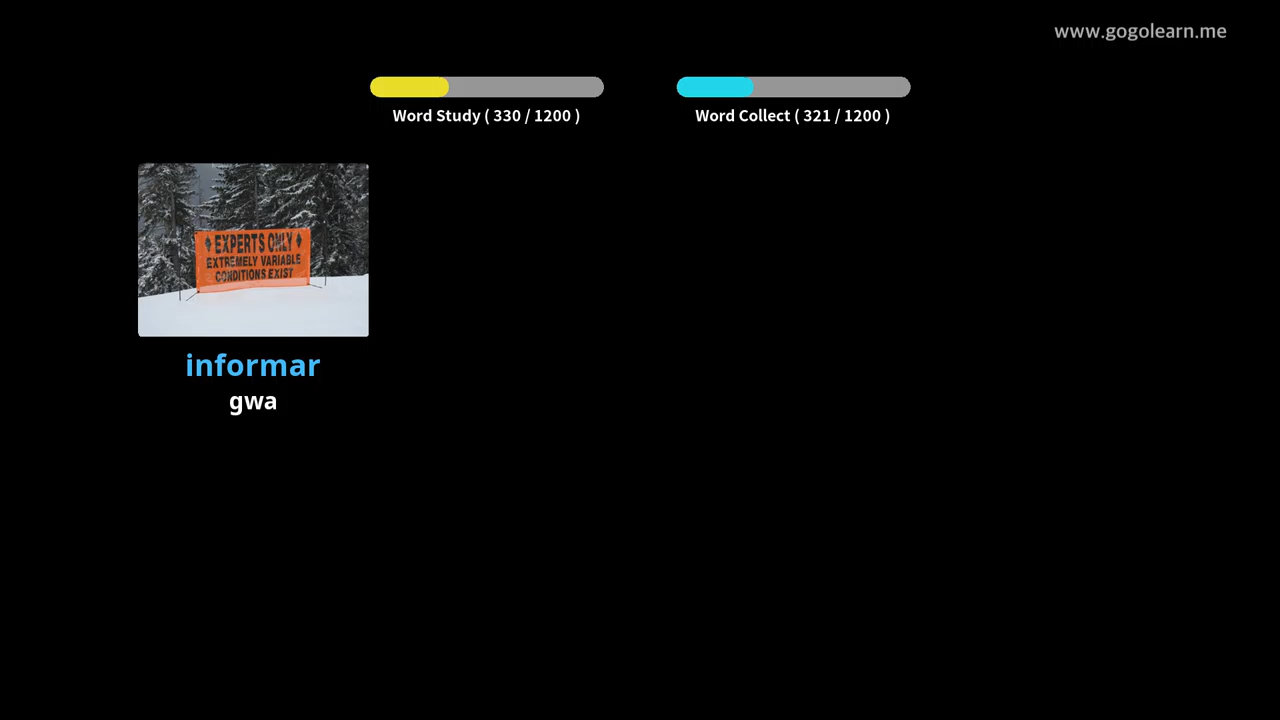 www.gogolearn.me
Word Study ( 330 / 1200 )
Word Collect ( 321 / 1200 )
EXPERTS ONLY
EXTREMELY VARIABLE
CONDITIONS EXIST
informar
gwa